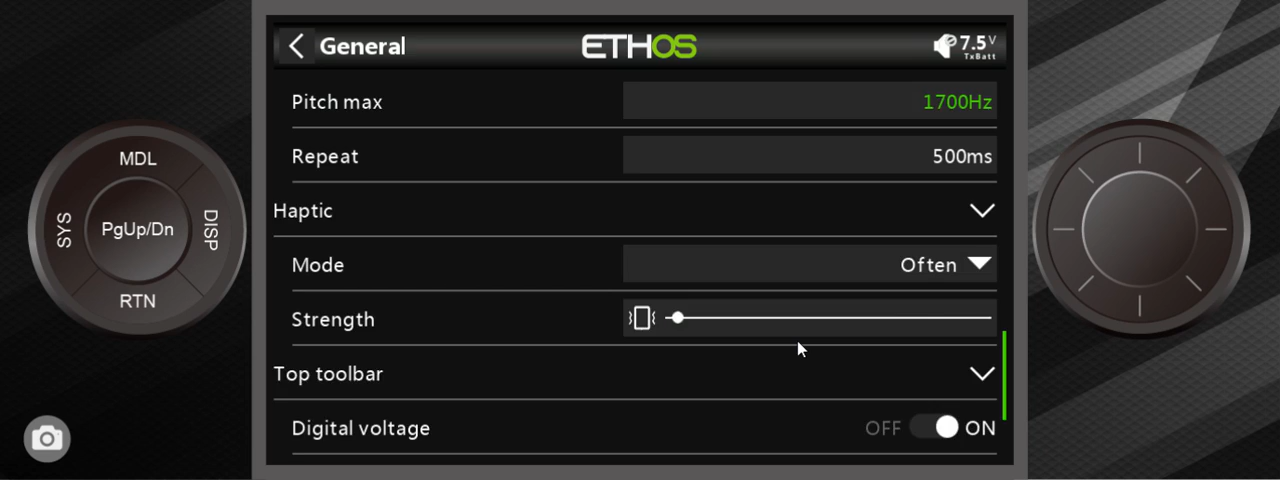 General
ETHOS
7.5V
TxBatt
Pitch max
1700Hz
Repeat
500ms
Haptic
Mode
Often
Strength
Top toolbar
Digital voltage
OFF ON
MDL
SYS
PgUp/Dn
DISP
RTN